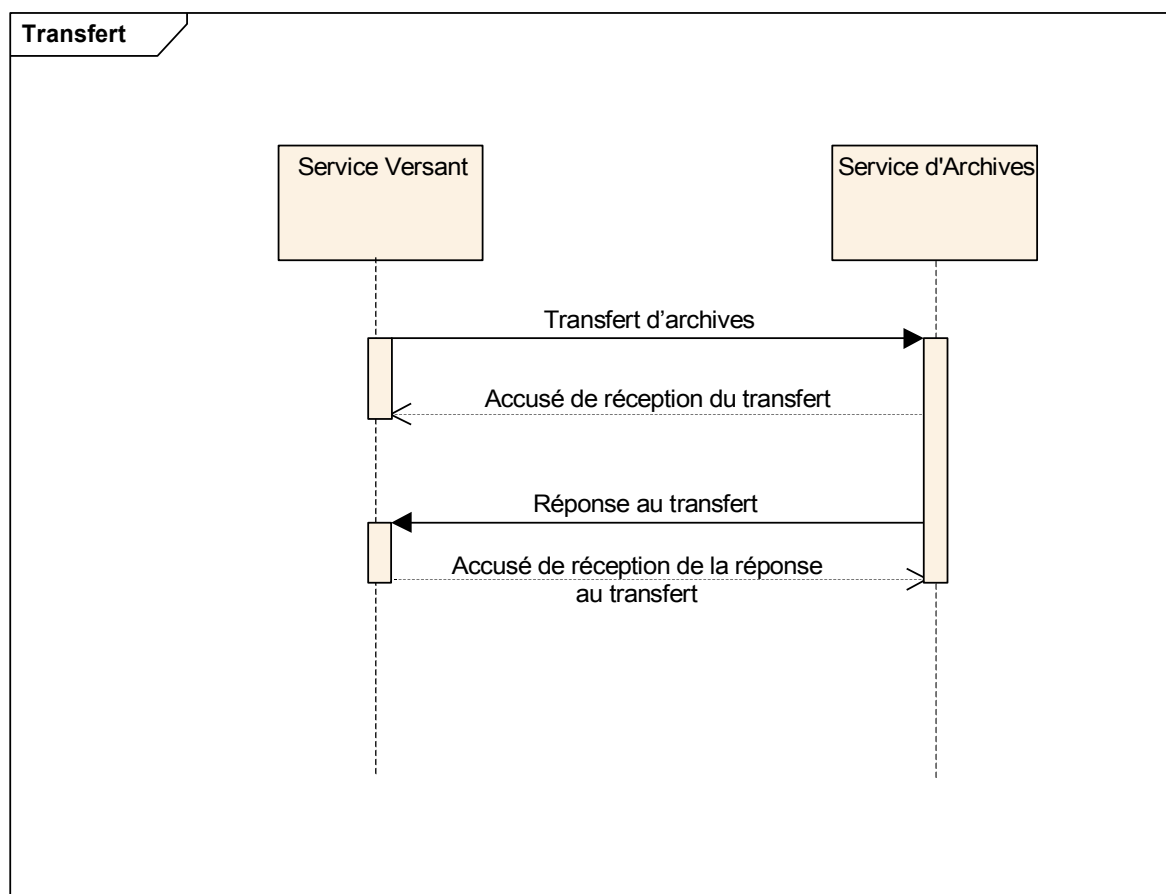 Transfert
Service Versant
Service d'Archives
Transfert d’archives
Accusé de réception du transfert
Réponse au transfert
Accusé de réception de la réponse
au transfert